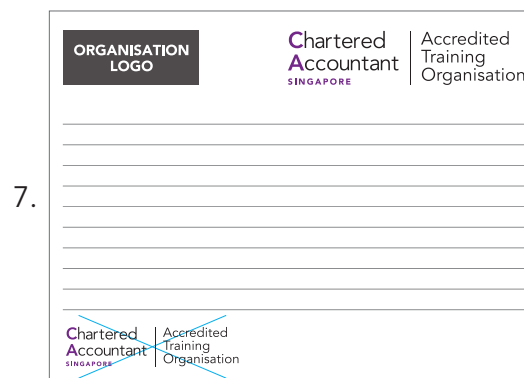 ORGANISATION
LOGO
Chartered
Accountant
SINGAPORE
Accredited
Training
Organisation
7.
Chartered
Accountant
SINGAPORE
Accredited
Training
Organisation